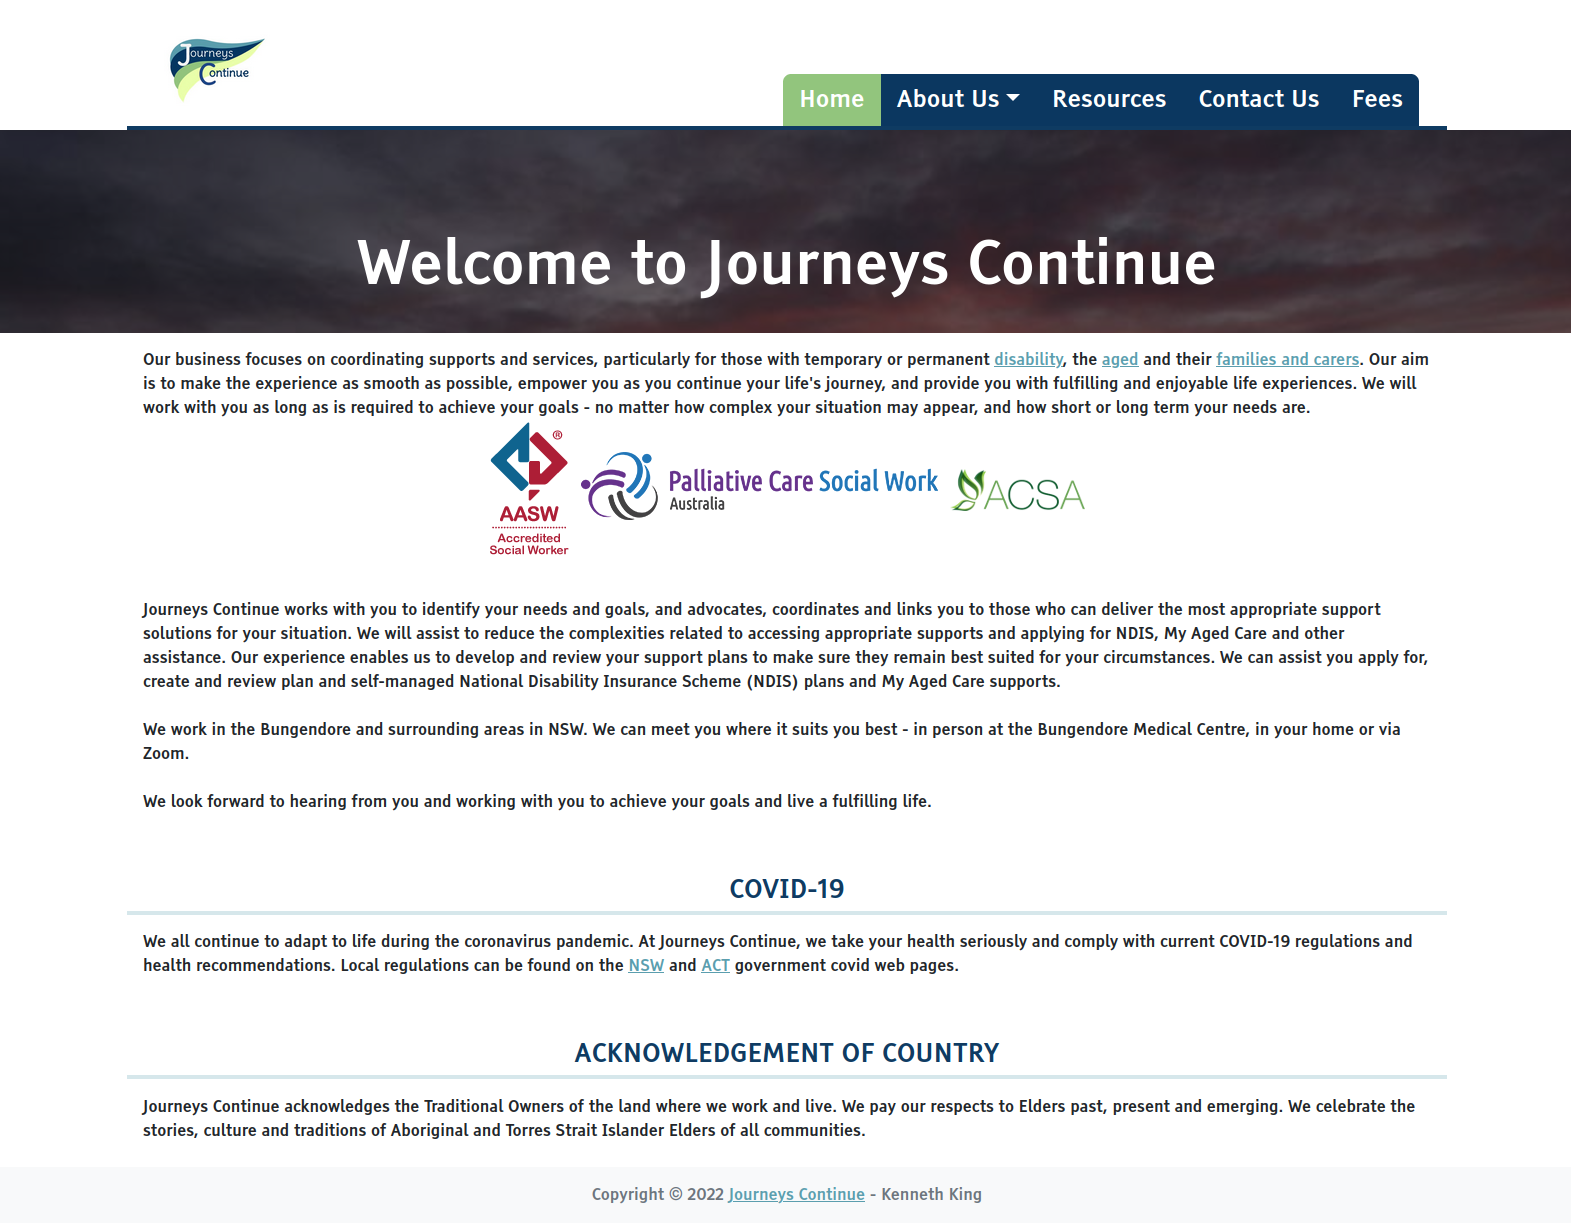 Journeys
Continue
Home About Us Resources Contact Us Fees
Welcome to Journeys Continue
Our business focuses on coordinating supports and services, particularly for those with temporary or permanent disability, the aged and their families and carers. Our aim
is to make the experience as smooth as possible, empower you as you continue your life's journey, and provide you with fulfilling and enjoyable life experiences. We will
work with you as long as is required to achieve your goals - no matter how complex your situation may appear, and how short or long term your needs are.
®
AASW
Accredited
Social Worker
Palliative Care Social Work
Australia
ACSA
Journeys Continue works with you to identify your needs and goals, and advocates, coordinates and links you to those who can deliver the most appropriate support
solutions for your situation. We will assist to reduce the complexities related to accessing appropriate supports and applying for NDIS, My Aged Care and other
assistance. Our experience enables us to develop and review your support plans to make sure they remain best suited for your circumstances. We can assist you apply for,
create and review plan and self-managed National Disability Insurance Scheme (NDIS) plans and My Aged Care supports.
We work in the Bungendore and surrounding areas in NSW. We can meet you where it suits you best - in person at the Bungendore Medical Centre, in your home or via
Zoom.
We look forward to hearing from you and working with you to achieve your goals and live a fulfilling life.
COVID-19
We all continue to adapt to life during the coronavirus pandemic. At Journeys Continue, we take your health seriously and comply with current COVID-19 regulations and
health recommendations. Local regulations can be found on the NSW and ACT government covid web pages.
ACKNOWLEDGEMENT OF COUNTRY
Journeys Continue acknowledges the Traditional Owners of the land where we work and live. We pay our respects to Elders past, present and emerging. We celebrate the
stories, culture and traditions of Aboriginal and Torres Strait Islander Elders of all communities.
Copyright © 2022 Journeys Continue - Kenneth King